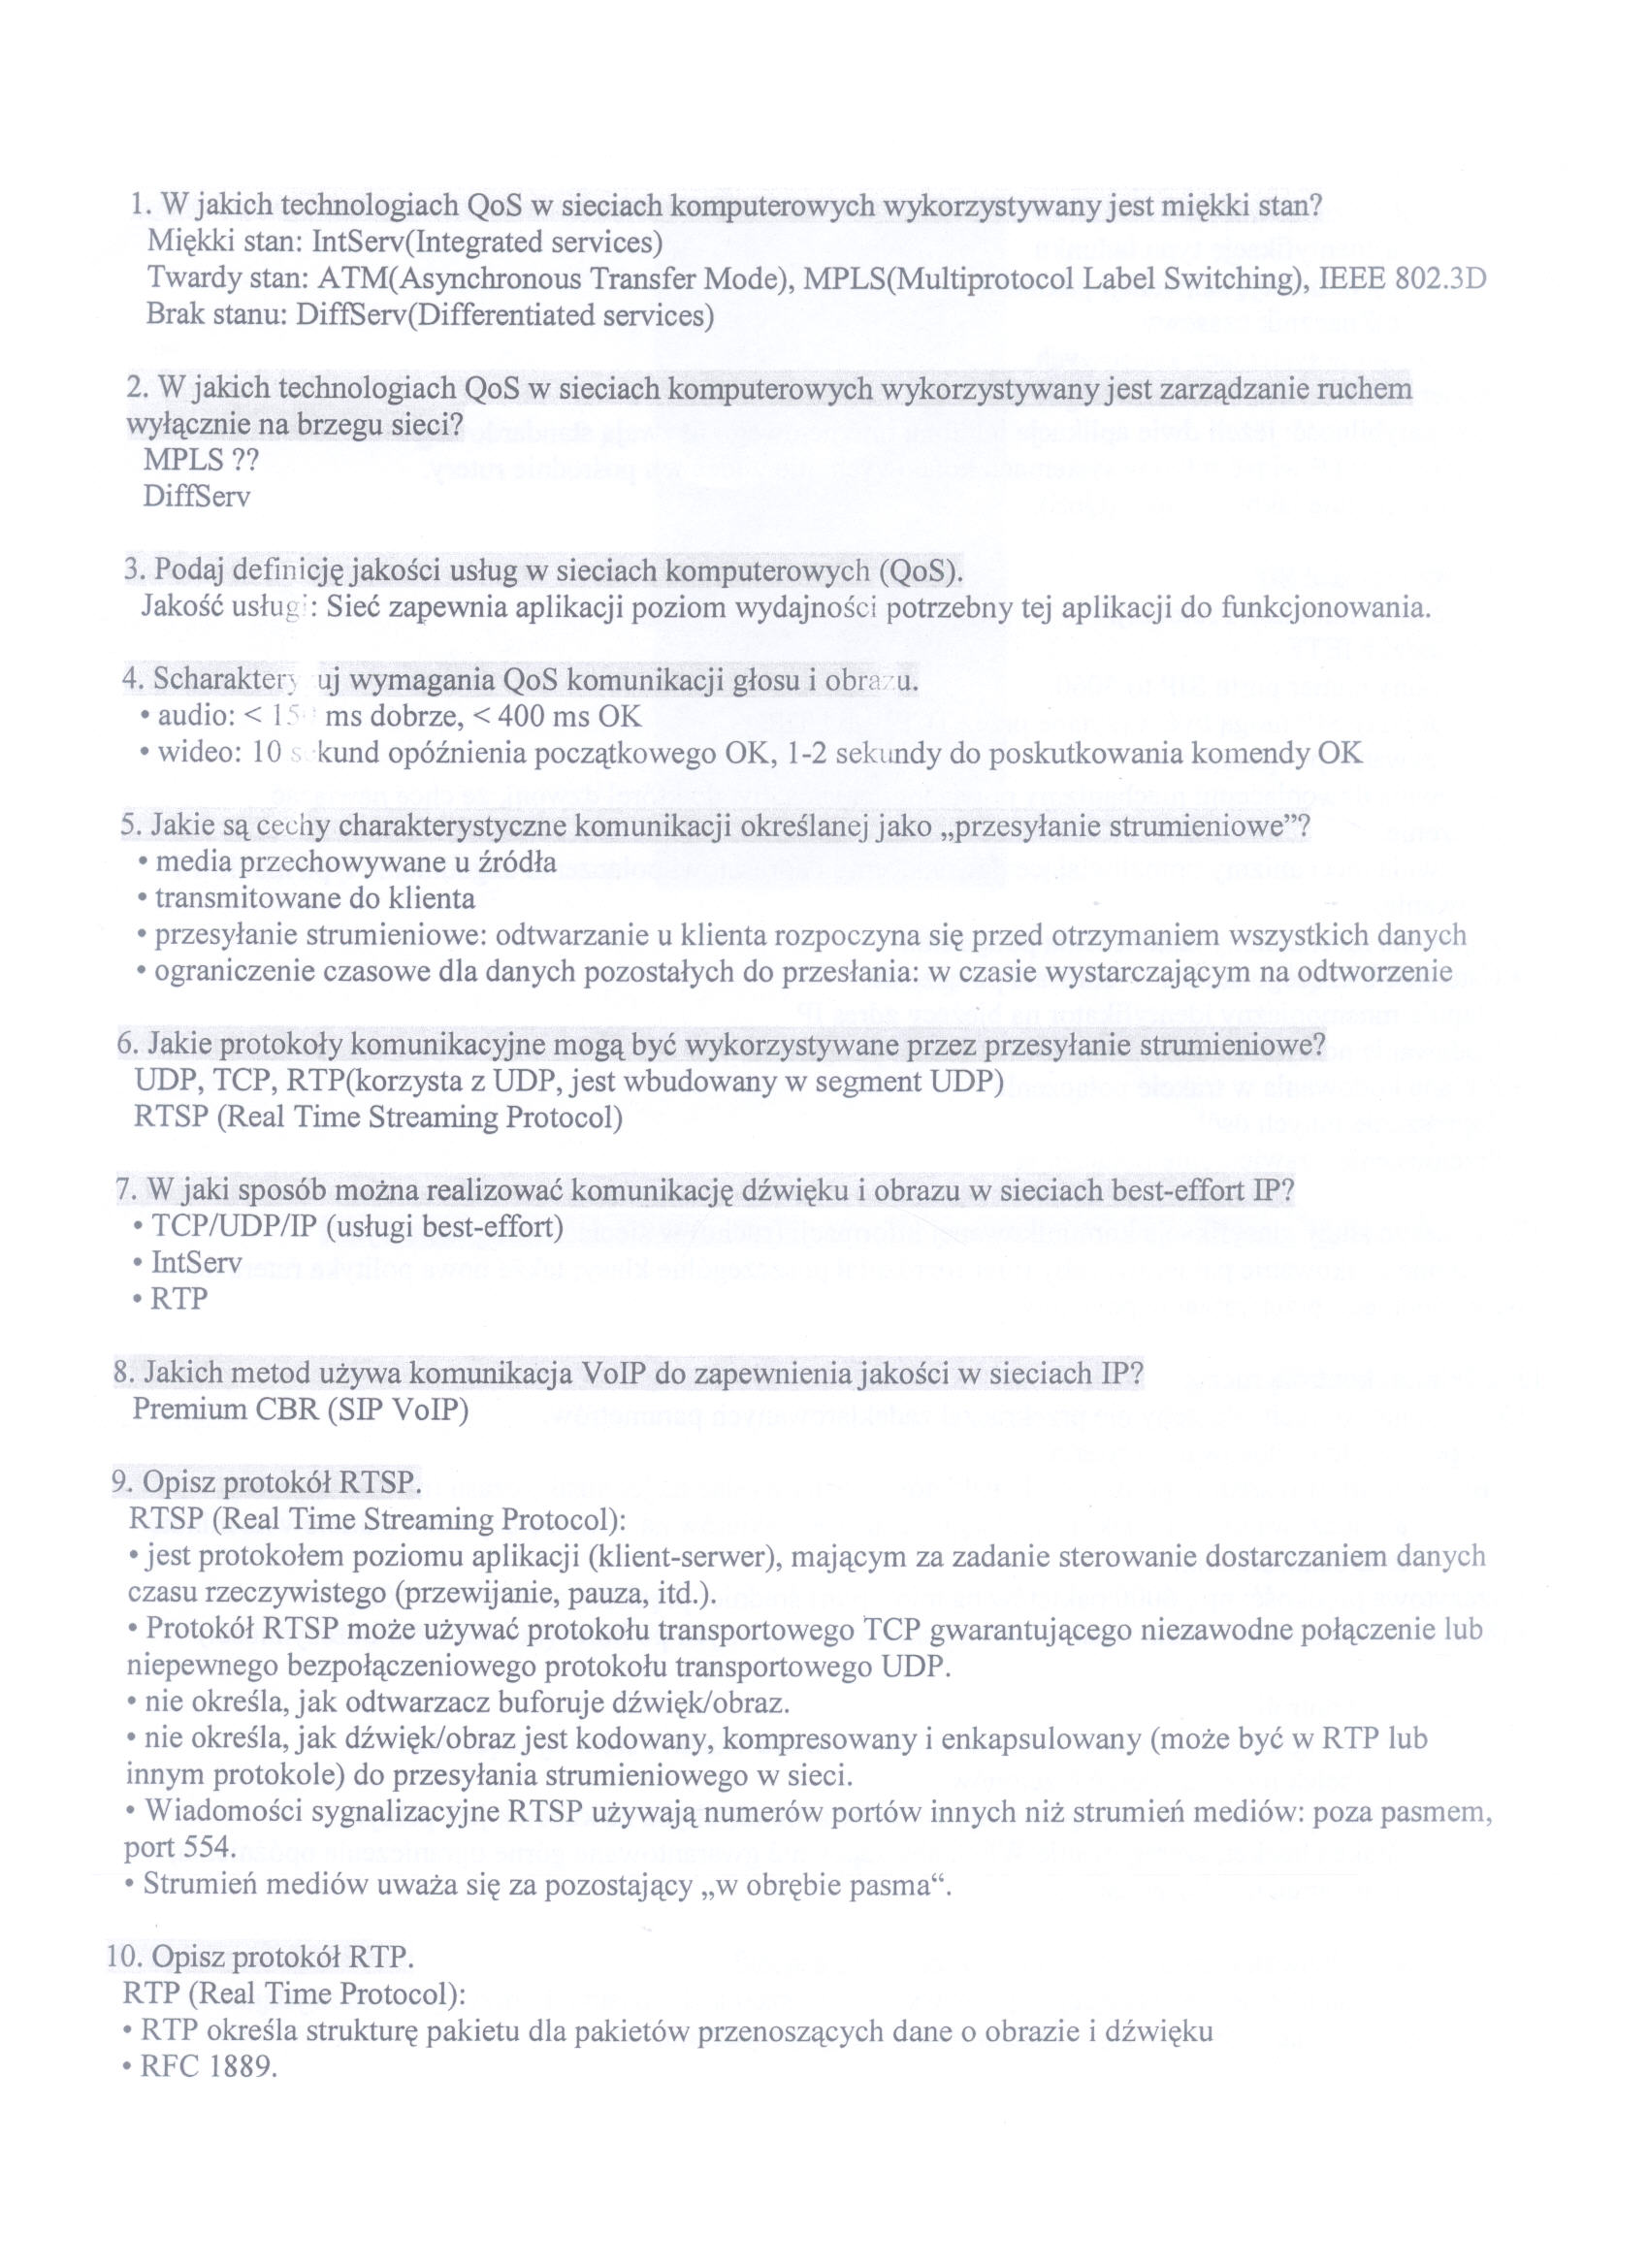 1. W jakich technologiach QoS w sieciach komputerowych wykorzystywany jest miękki stan?
Miękki stan: IntServ(Integrated services)
Twardy stan: ATM(Asynchronous Transfer Mode), MPLS(Multiprotocol Label Switching), IEEE 802.3D
Brak stanu: DiffServ(Differentiated services)
2. W jakich technologiach QoS w sieciach komputerowych wykorzystywany jest zarządzanie ruchem
wyłącznie na brzegu sieci?
MPLS ??
DiffServ
3. Podaj definicję jakości usług w sieciach komputerowych (QoS).
Jakość usługi: Sieć zapewnia aplikacji poziom wydajności potrzebny tej aplikacji do funkcjonowania.
4. Scharakteryzuj wymagania QoS komunikacji głosu i obrazu.
• audio: < 150 ms dobrze, < 400 ms OK
• wideo: 10 sekund opóźnienia początkowego OK, 1-2 sekundy do poskutkowania komendy OK
5. Jakie są cechy charakterystyczne komunikacji określanej jako „przesyłanie strumieniowe”?
• media przechowywane u źródła
• transmitowane do klienta
• przesyłanie strumieniowe: odtwarzanie u klienta rozpoczyna się przed otrzymaniem wszystkich danych
• ograniczenie czasowe dla danych pozostałych do przesłania: w czasie wystarczającym na odtworzenie
6. Jakie protokoły komunikacyjne mogą być wykorzystywane przez przesyłanie strumieniowe?
UDP, TCP, RTP(korzysta z UDP, jest wbudowany w segment UDP)
RTSP (Real Time Streaming Protocol)
7. W jaki sposób można realizować komunikację dźwięku i obrazu w sieciach best-effort IP?
• TCP/UDP/IP (usługi best-effort)
• IntServ
• RTP
8. Jakich metod używa komunikacja VoIP do zapewnienia jakości w sieciach IP?
Premium CBR (SIP VoIP)
9. Opisz protokół RTSP.
RTSP (Real Time Streaming Protocol):
• jest protokołem poziomu aplikacji (klient-serwer), mającym za zadanie sterowanie dostarczaniem danych
czasu rzeczywistego (przewijanie, pauza, itd.).
• Protokół RTSP może używać protokołu transportowego TCP gwarantującego niezawodne połączenie lub
niepewnego bezpołączeniowego protokołu transportowego UDP.
• nie określa, jak odtwarzacz buforuje dźwięk/obraz.
• nie określa, jak dźwięk/obraz jest kodowany, kompresowany i enkapsulowany (może być w RTP lub
innym protokole) do przesyłania strumieniowego w sieci.
• Wiadomości sygnalizacyjne RTSP używają numerów portów innych niż strumień mediów: poza pasmem,
port 554.
• Strumień mediów uważa się za pozostający „w obrębie pasma“.
10. Opisz protokół RTP.
RTP (Real Time Protocol):
• RTP określa strukturę pakietu dla pakietów przenoszących dane o obrazie i dźwięku
• RFC 1889.